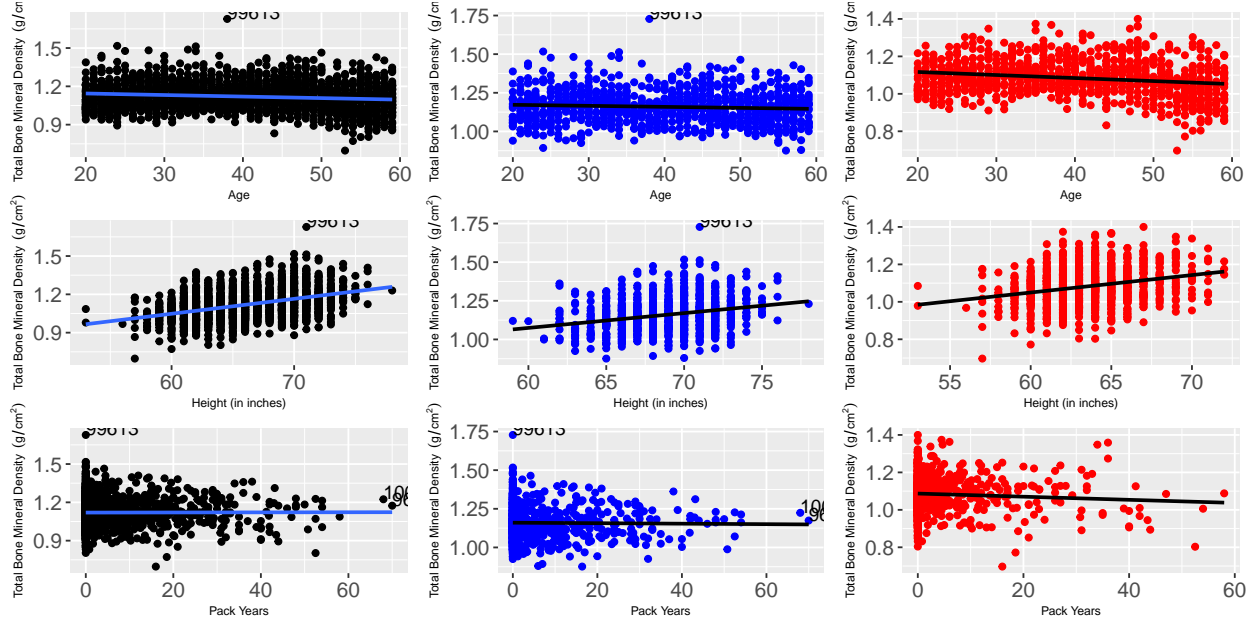 Total Bone Mineral Density (g/c
99613
1.5
1.2
0.9
20 30 40 50 60
Age
Total Bone Mineral Density (g/c
99613
1.75
1.50
1.25
1.00
20 30 40 50 60
Age
Total Bone Mineral Density (g/c
1.4
1.2
1.0
0.8
20 30 40 50 60
Age
Total Bone Mineral Density (g/cm²)
99613
1.5
1.2
0.9
60 70
Height (in inches)
Total Bone Mineral Density (g/cm²)
99613
1.75
1.50
1.25
1.00
60 65 70 75
Height (in inches)
Total Bone Mineral Density (g/cm²)
1.4
1.2
1.0
0.8
55 60 65 70
Height (in inches)
Total Bone Mineral Density (g/cm²)
99613
1.5
1.2
0.9
0 20 40 60
Pack Years
Total Bone Mineral Density (g/cm²)
99613
1.75
1.50
1.25
1.00
0 20 40 60
Pack Years
Total Bone Mineral Density (g/cm²)
1.4
1.2
1.0
0.8
0 20 40 60
Pack Years